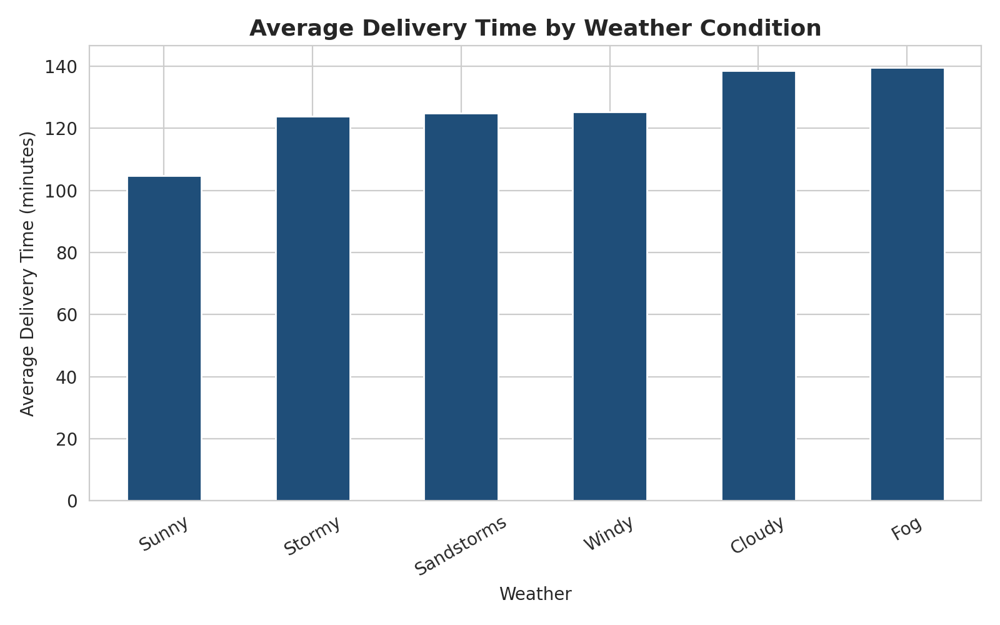 Average Delivery Time by Weather Condition
Average Delivery Time (minutes)
140
120
100
80
60
40
20
0
Sunny
Stormy
Sandstorms
Windy
Cloudy
Fog
Weather